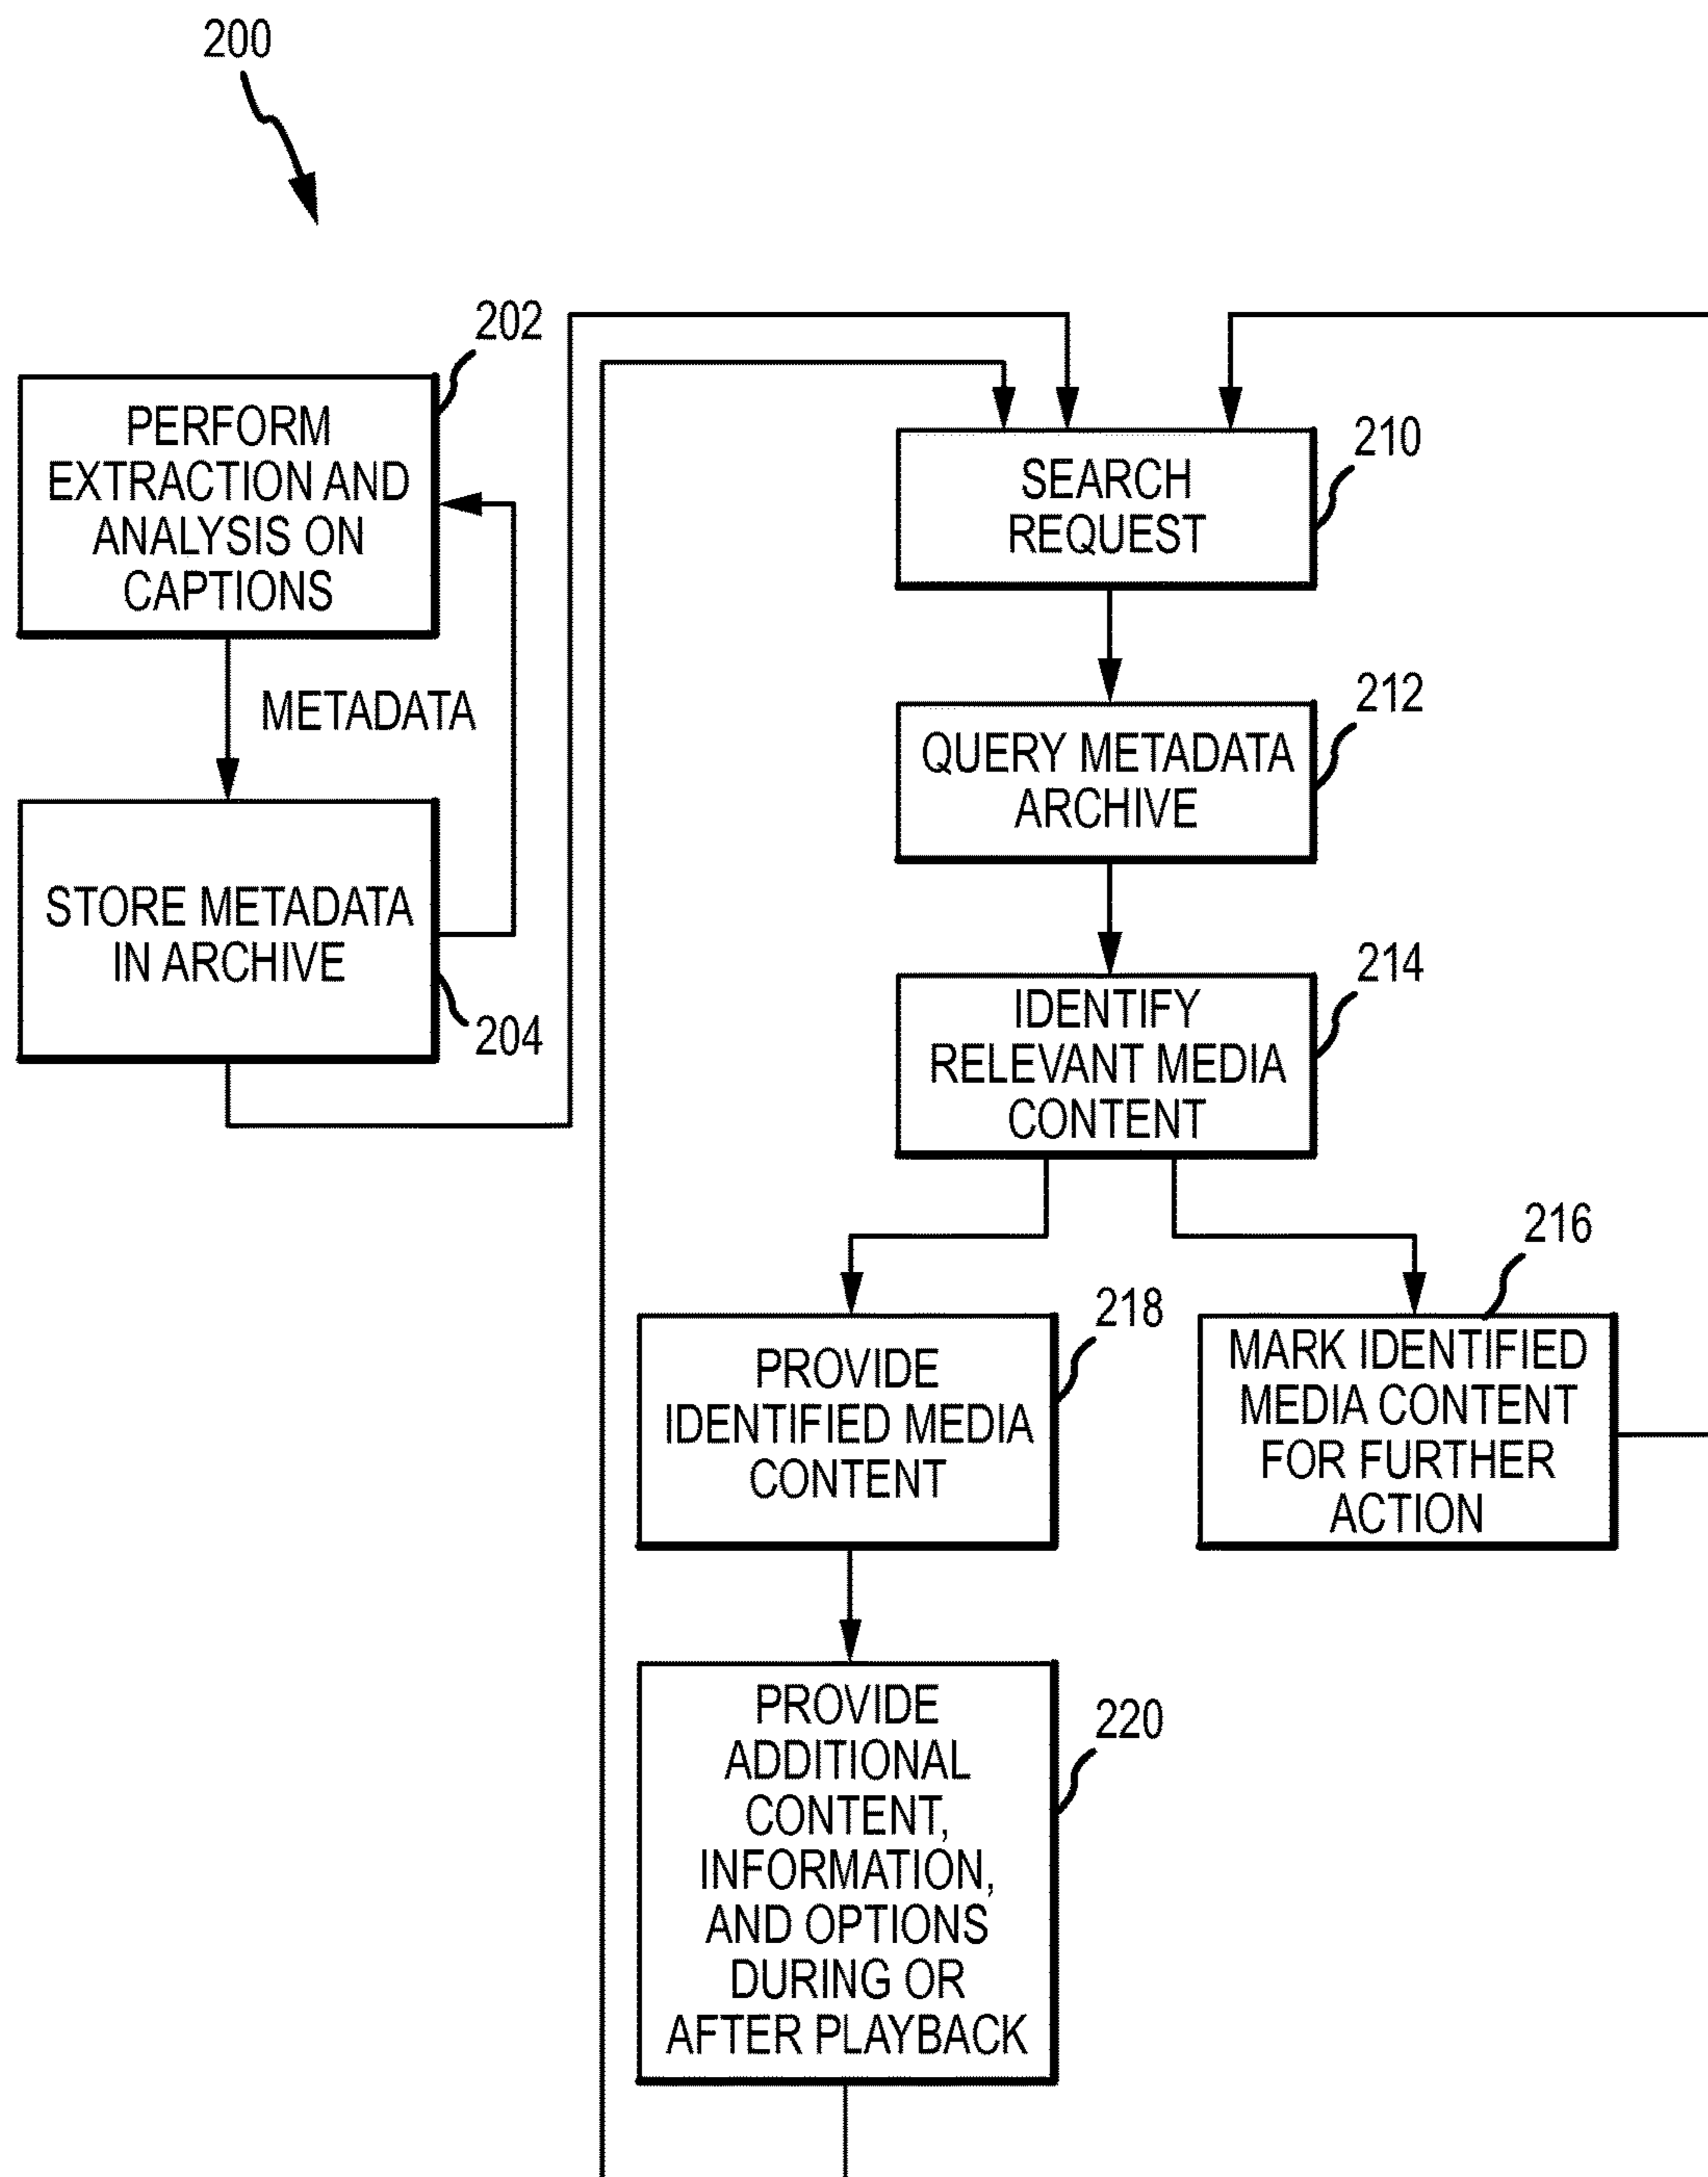 200
202
PERFORM
EXTRACTION AND
ANALYSIS ON
CAPTIONS
METADATA
STORE METADATA
IN ARCHIVE
204
210
SEARCH
REQUEST
212
QUERY METADATA
ARCHIVE
214
IDENTIFY
RELEVANT MEDIA
CONTENT
216
MARK IDENTIFIED
MEDIA CONTENT
FOR FURTHER
ACTION
218
PROVIDE
IDENTIFIED MEDIA
CONTENT
220
PROVIDE
ADDITIONAL
CONTENT,
INFORMATION,
AND OPTIONS
DURING OR
AFTER PLAYBACK